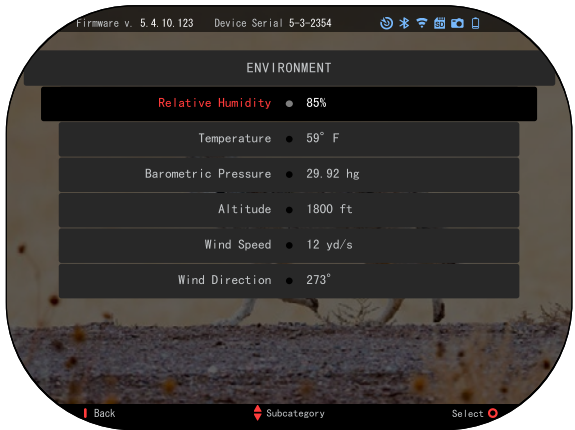 Firmware v. 5.4.10.123 Device Serial 5-3-2354 SD
ENVIRONMENT
Relative Humidity 85%
Temperature 59° F
Barometric Pressure 29.92 hg
Altitude 1800 ft
Wind Speed 12 yd/s
Wind Direction 273°
Back Subcategory Select